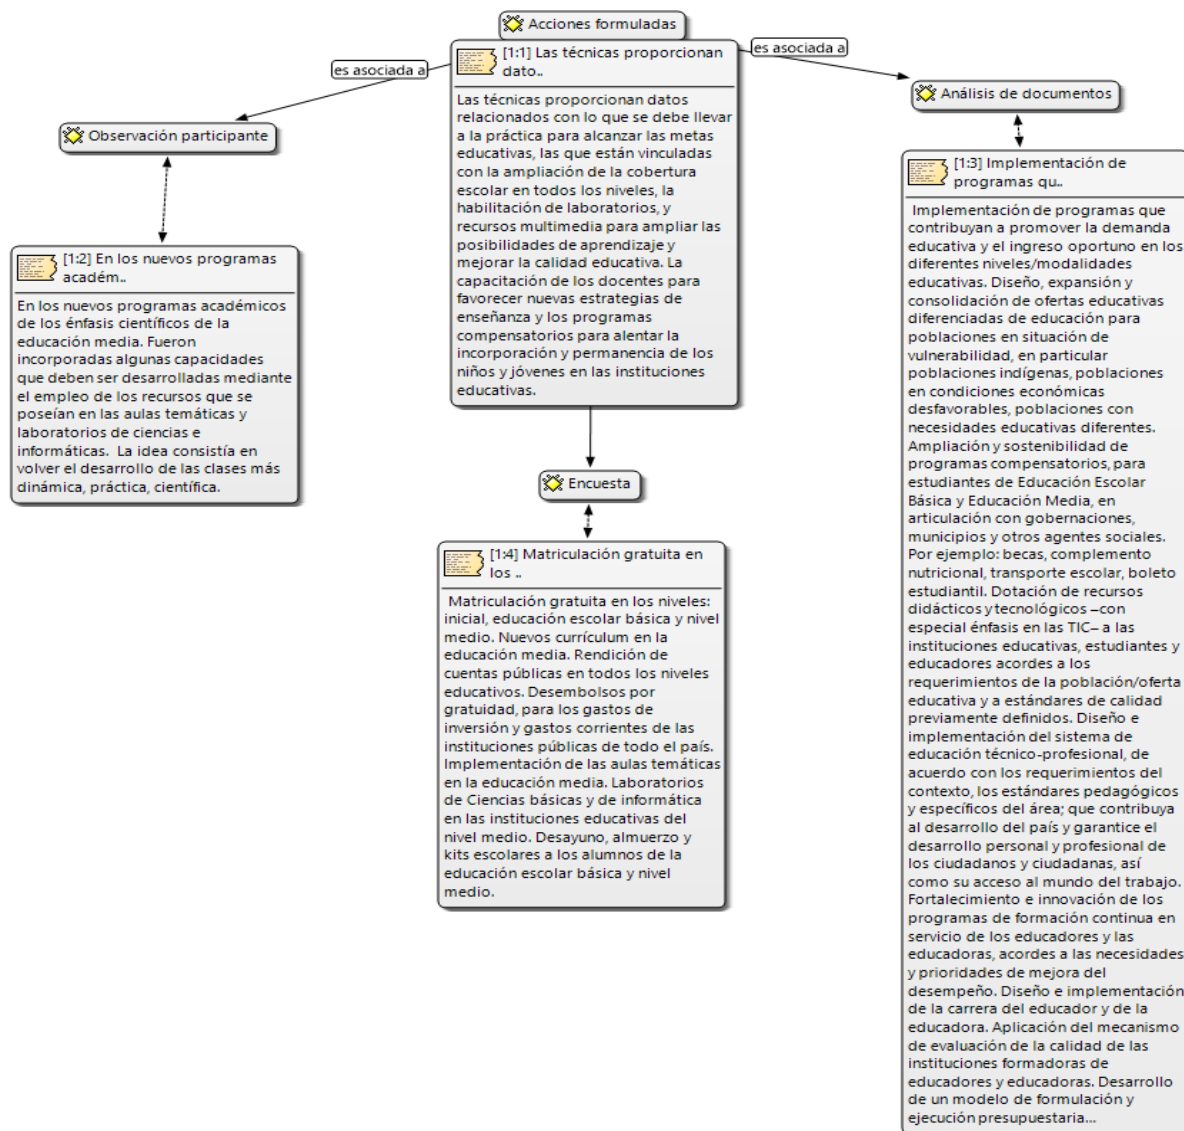 Acciones formuladas
[1:1] Las técnicas proporcionan
dato..
Las técnicas proporcionan datos
relacionados con lo que se debe llevar
a la práctica para alcanzar las metas
educativas, las que están vinculadas
con la ampliación de la cobertura
escolar en todos los niveles, la
habilitación de laboratorios, y
recursos multimedia para ampliar las
posibilidades de aprendizaje y
mejorar la calidad educativa. La
capacitación de los docentes para
favorecer nuevas estrategias de
enseñanza y los programas
compensatorios para alentar la
incorporación y permanencia de los
niños y jóvenes en las instituciones
educativas.
es asociada a
Observación participante
[1:2] En los nuevos programas
académ..
En los nuevos programas académicos
de los énfasis científicos de la
educación media. Fueron
incorporadas algunas capacidades
que deben ser desarrolladas mediante
el empleo de los recursos que se
poseían en las aulas temáticas y
laboratorios de ciencias e
informáticas.  La idea consistía en
volver el desarrollo de las clases más
dinámica, práctica, científica.
Encuesta
[1:4] Matriculación gratuita en
los ..
Matriculación gratuita en los niveles:
inicial, educación escolar básica y nivel
medio. Nuevos currículum en la
educación media. Rendición de
cuentas públicas en todos los niveles
educativos. Desembolsos por
gratuidad, para los gastos de
inversión y gastos corrientes de las
instituciones públicas de todo el país.
Implementación de las aulas temáticas
en la educación media. Laboratorios
de Ciencias básicas y de informática
en las instituciones educativas del
nivel medio. Desayuno, almuerzo y
kits escolares a los alumnos de la
educación escolar básica y nivel
medio.
es asociada a
Análisis de documentos
[1:3] Implementación de
programas qu..
Implementación de programas que
contribuyan a promover la demanda
educativa y el ingreso oportuno en los
diferentes niveles/modalidades
educativas. Diseño, expansión y
consolidación de ofertas educativas
diferenciadas de educación para
poblaciones en situación de
vulnerabilidad, en particular
poblaciones indígenas, poblaciones
en condiciones económicas
desfavorables, poblaciones con
necesidades educativas diferentes.
Ampliación y sostenibilidad de
programas compensatorios, para
estudiantes de Educación Escolar
Básica y Educación Media, en
articulación con gobernaciones,
municipios y otros agentes sociales.
Por ejemplo: becas, complemento
nutricional, transporte escolar, boleto
estudiantil. Dotación de recursos
didácticos y tecnológicos –con
especial énfasis en las TIC– a las
instituciones educativas, estudiantes y
educadores acordes a los
requerimientos de la población/oferta
educativa y a estándares de calidad
previamente definidos. Diseño e
implementación del sistema de
educación técnico-profesional, de
acuerdo con los requerimientos del
contexto, los estándares pedagógicos
y específicos del área; que contribuya
al desarrollo del país y garantice el
desarrollo personal y profesional de
los ciudadanos y ciudadanas, así
como su acceso al mundo del trabajo.
Fortalecimiento e innovación de los
programas de formación continua en
servicio de los educadores y las
educadoras, acordes a las necesidades
y prioridades de mejora del
desempeño. Diseño e implementación
de la carrera del educador y de la
educadora. Aplicación del mecanismo
de evaluación de la calidad de las
instituciones formadoras de
educadores y educadoras. Desarrollo
de un modelo de formulación y
ejecución presupuestaria...